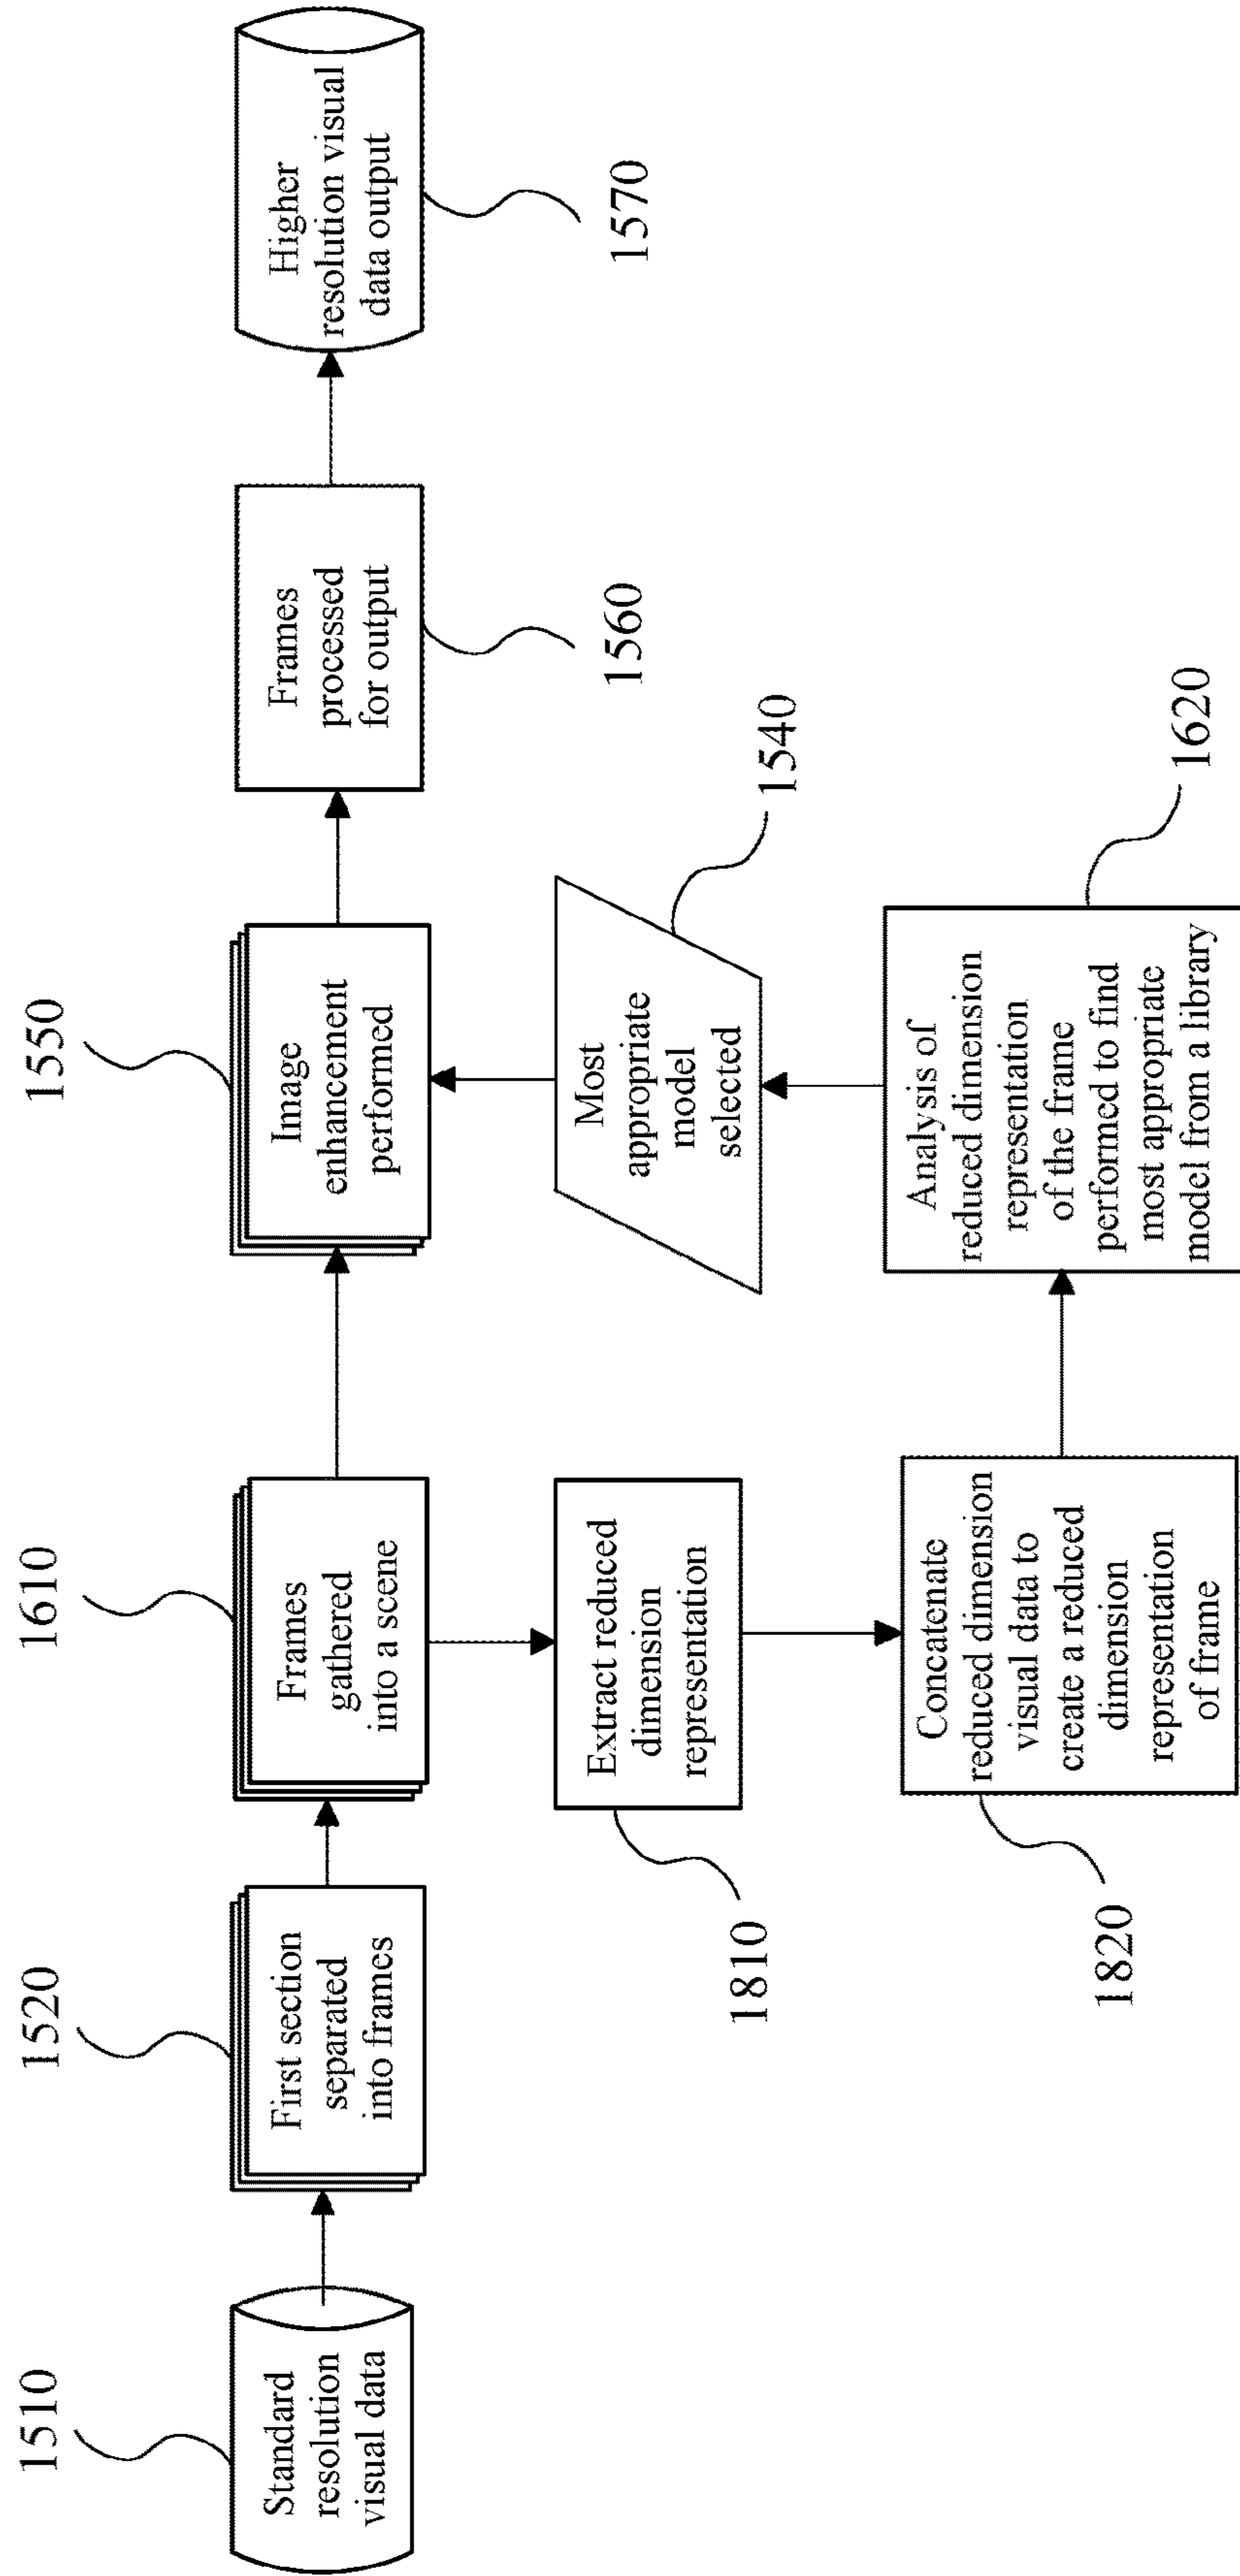 1510
Standard
resolution
visual data
1520
First section
separated
into frames
1610
Frames
gathered
into a scene
1550
Image
enhancement
performed
Frames
processed
for output
1560
Higher
resolution visual
data output
1570
Extract reduced
dimension
representation
1810
Concatenate
reduced dimension
visual data to
create a reduced
dimension
representation
of frame
1820
Analysis of
reduced dimension
representation
of the frame
performed to find
most appropriate
model from a library
1620
Most
appropriate
model
selected
1540